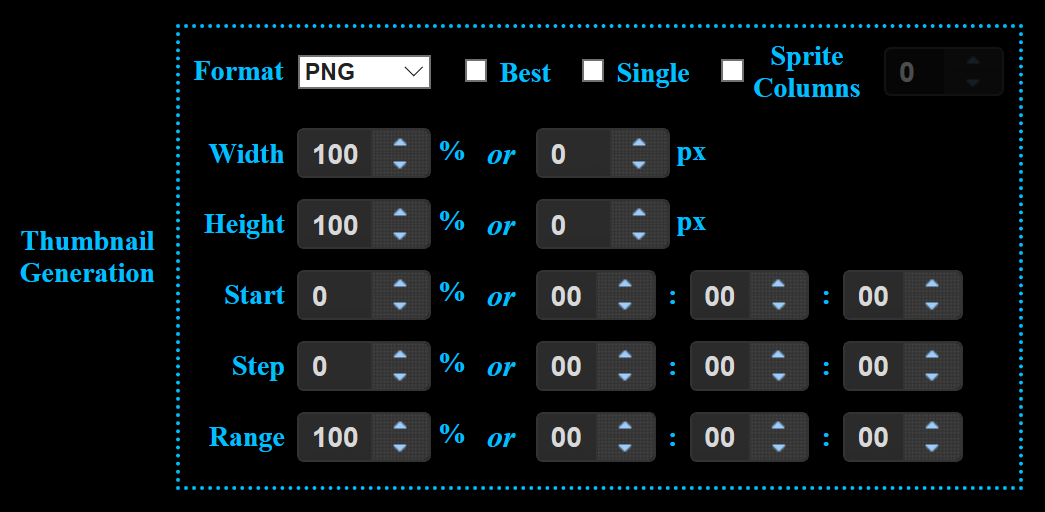 Format PNG Best Single Sprite Columns 0
Width 100 % or 0 px
Height 100 % or 0 px
Thumbnail Generation
Start 0 % or 00 : 00 : 00
Step 0 % or 00 : 00 : 00
Range 100 % or 00 : 00 : 00